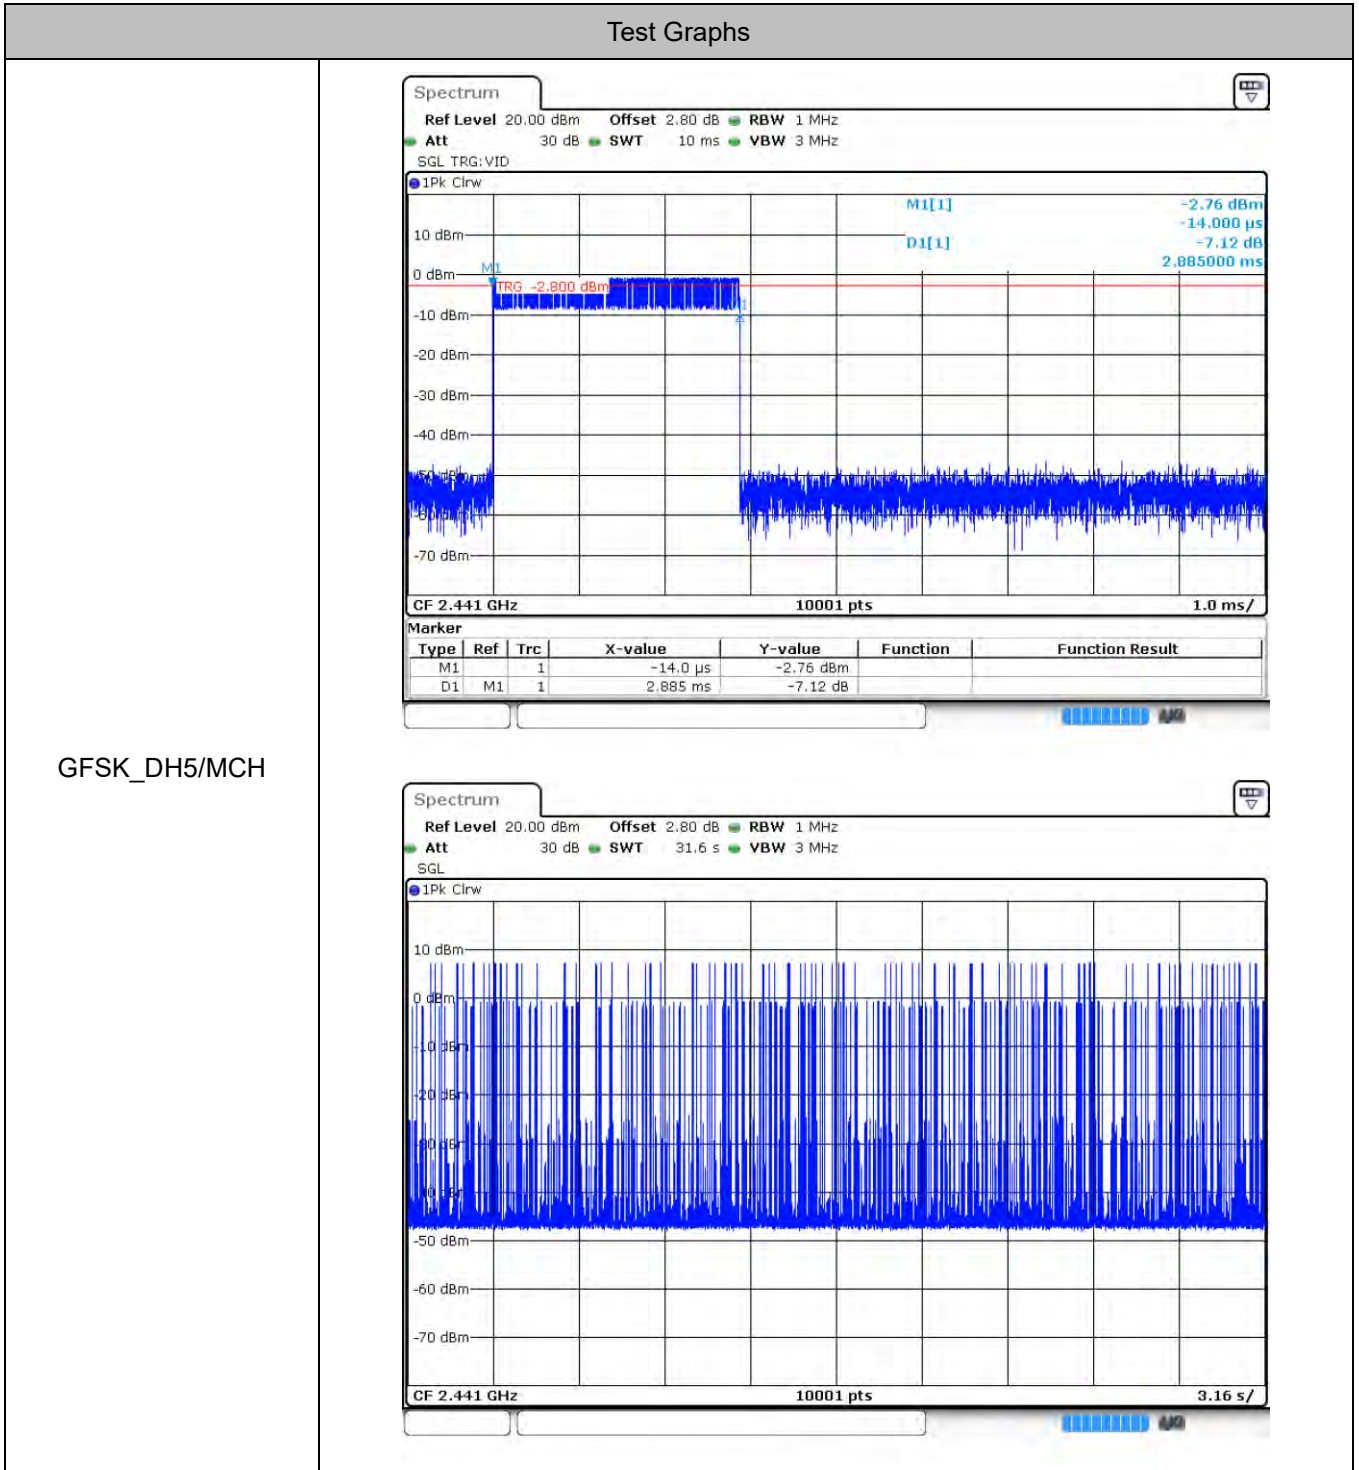 Test Graphs
GFSK_DH5/MCH
Spectrum
Ref Level 20.00 dBm Offset 2.80 dB RBW 1 MHz
Att 30 dB SWT 10 ms VBW 3 MHz
SGL TRG:VID
1Pk Clrw
M1[1] -2.76 dBm
-14.000 µs
D1[1] -7.12 dB
2.885000 ms
10 dBm
0 dBm
M1
TRG -2.800 dBm
-10 dBm
-20 dBm
-30 dBm
-40 dBm
-70 dBm
CF 2.441 GHz 10001 pts 1.0 ms/
Marker
Type Ref Trc X-value Y-value Function Function Result
M1 1 -14.0 µs -2.76 dBm
D1 M1 1 2.885 ms -7.12 dB
Spectrum
Ref Level 20.00 dBm Offset 2.80 dB RBW 1 MHz
Att 30 dB SWT 31.6 s VBW 3 MHz
SGL
1Pk Clrw
10 dBm
0 dBm
-10 dBm
-20 dBm
-50 dBm
-60 dBm
-70 dBm
CF 2.441 GHz 10001 pts 3.16 s/